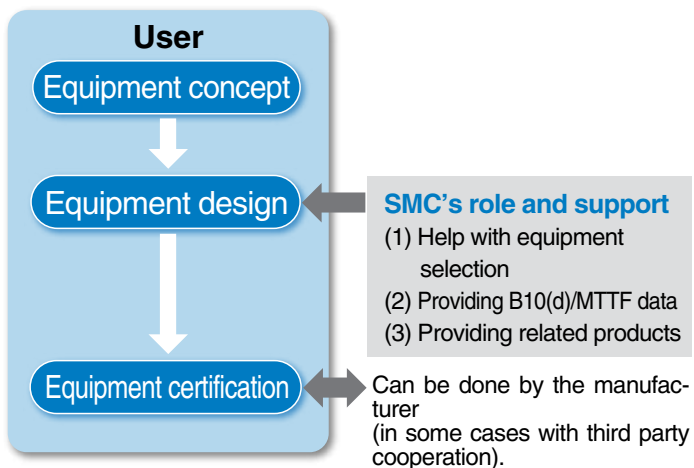 User
Equipment concept
Equipment design
SMC's role and support
(1) Help with equipment
selection
(2) Providing B10(d)/MTTF data
(3) Providing related products
Equipment certification
Can be done by the manufac-
turer
(in some cases with third party
cooperation).